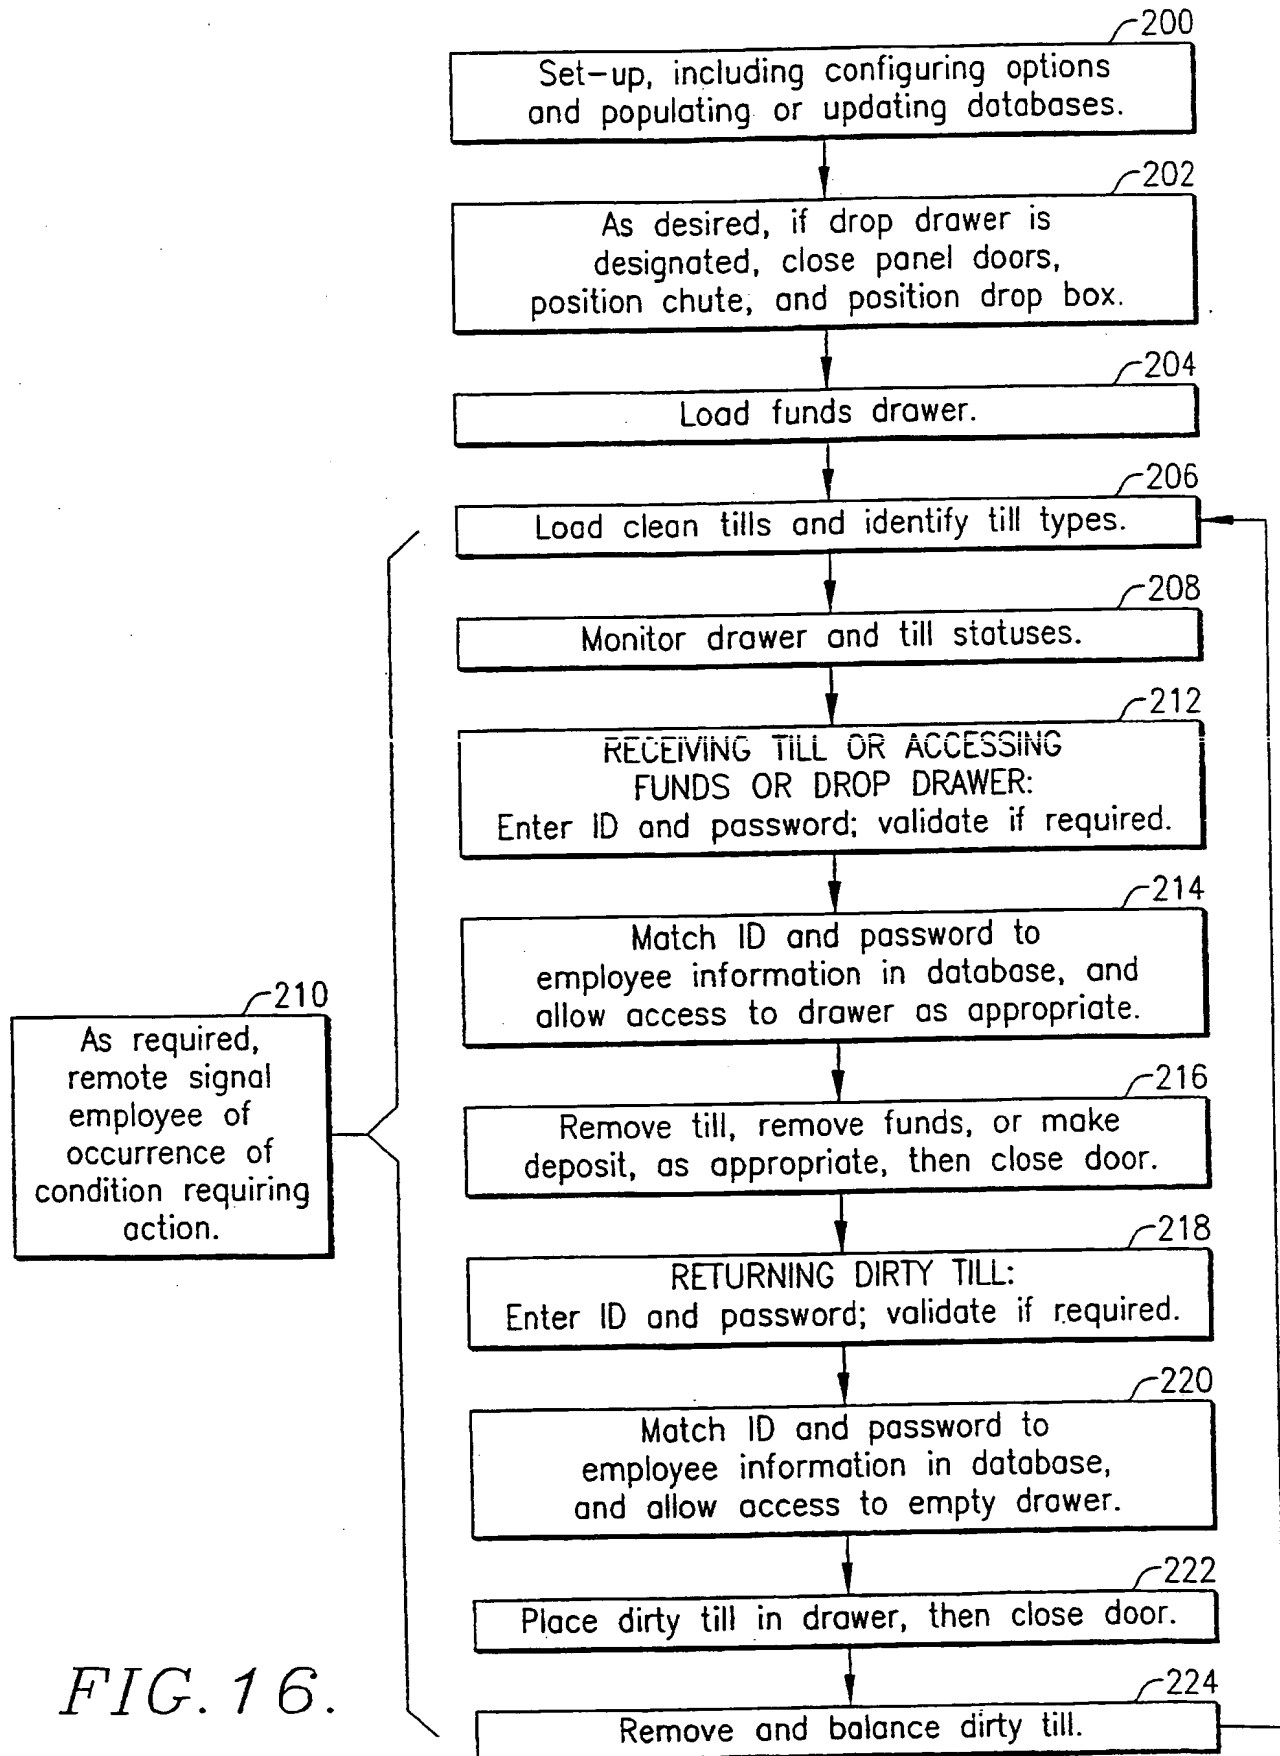 200
Set-up, including configuring options
and populating or updating databases.
202
As desired, if drop drawer is
designated, close panel doors,
position chute, and position drop box.
204
Load funds drawer.
206
Load clean tills and identify till types.
208
Monitor drawer and till statuses.
212
RECEIVING TILL OR ACCESSING
FUNDS OR DROP DRAWER:
Enter ID and password; validate if required.
214
Match ID and password to
employee information in database, and
allow access to drawer as appropriate.
210
As required,
remote signal
employee of
occurrence of
condition requiring
action.
216
Remove till, remove funds, or make
deposit, as appropriate, then close door.
218
RETURNING DIRTY TILL:
Enter ID and password; validate if required.
220
Match ID and password to
employee information in database,
and allow access to empty drawer.
222
Place dirty till in drawer, then close door.
224
Remove and balance dirty till.
FIG. 16.